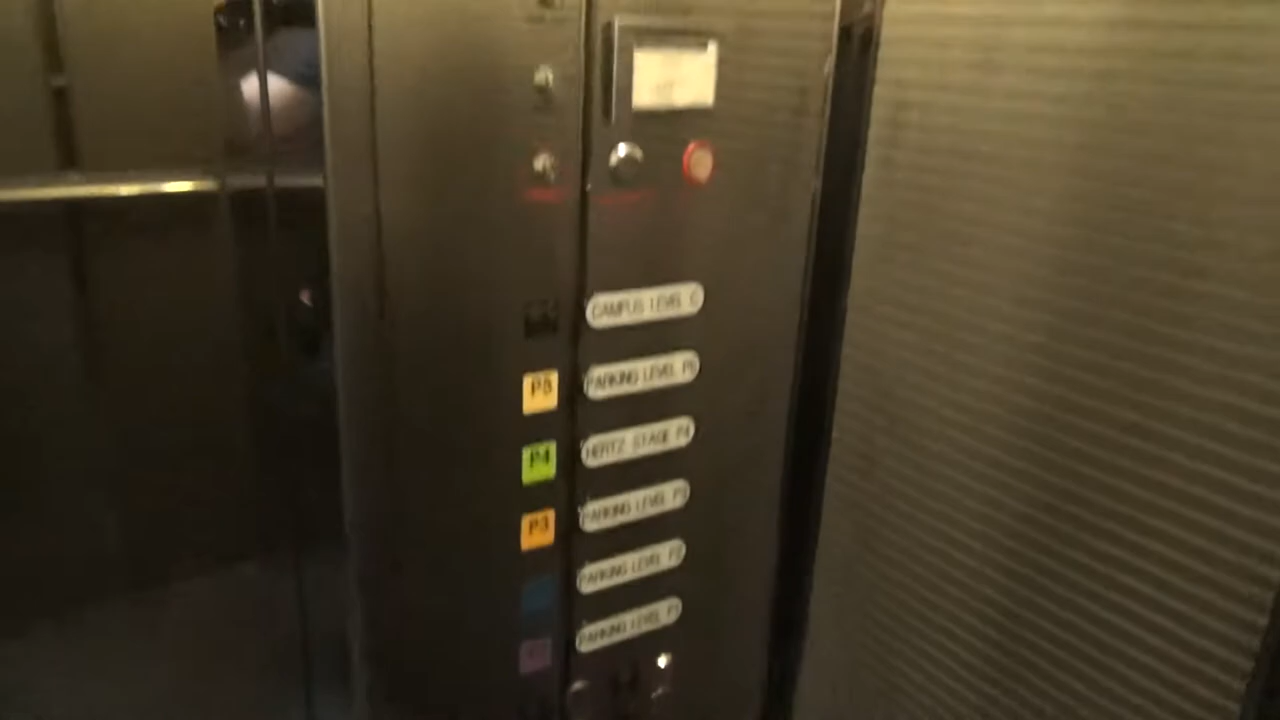 CAMPUS LEVEL C
P5
PARKING LEVEL P5
P4
HERTZ STAGE P4
P3
PARKING LEVEL P3
PARKING LEVEL P2
PARKING LEVEL P1